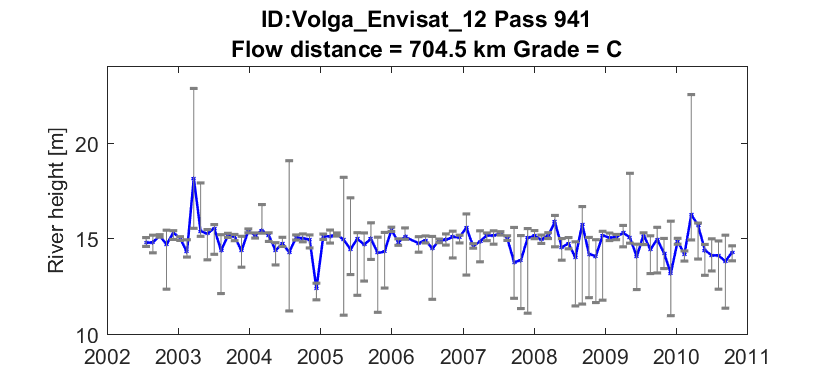 ID:Volga_Envisat_12 Pass 941
Flow distance = 704.5 km Grade = C
River height [m]
20
15
10
2002 2003 2004 2005 2006 2007 2008 2009 2010 2011